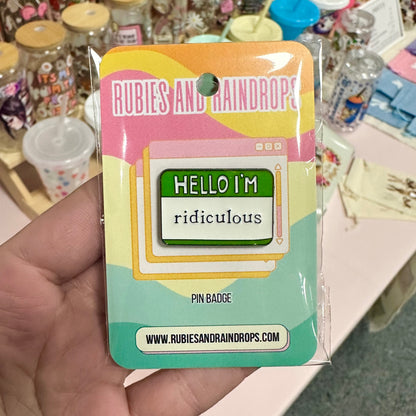 RUBIES AND RAINDROPS
HELLO I'M
ridiculous
PIN BADGE
WWW.RUBIESANDRAINDROPS.COM